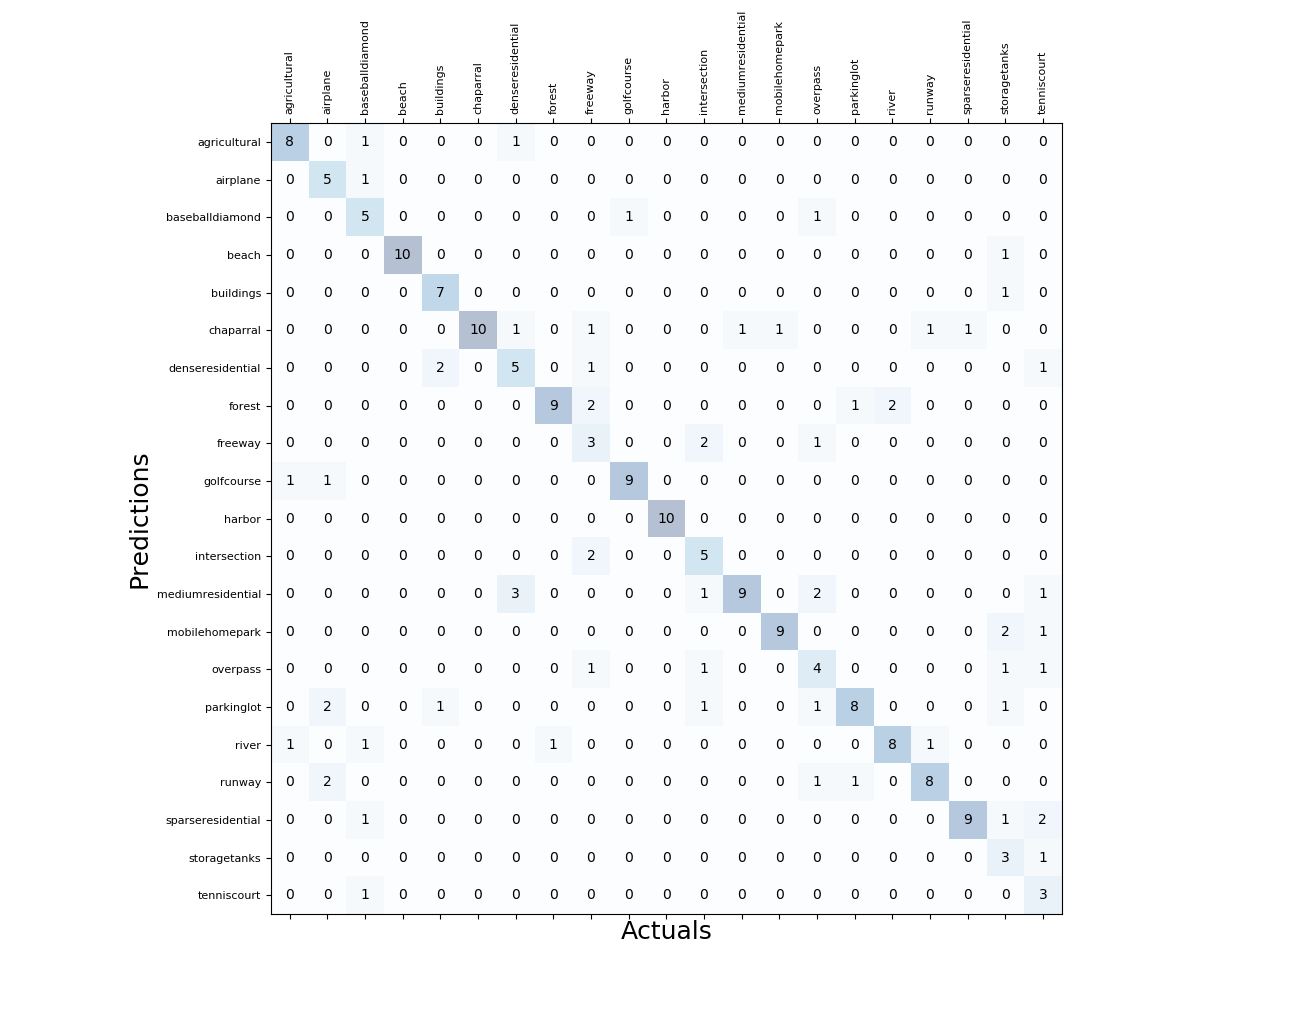 agricultural airplane baseballdiamond beach buildings chaparral denseresidential forest freeway golfcourse harbor intersection mediumresidential mobilehomepark overpass parkinglot river runway sparseresidential storagetanks tenniscourt
agricultural 8 0 1 0 0 0 1 0 0 0 0 0 0 0 0 0 0 0 0 0 0
airplane 0 5 1 0 0 0 0 0 0 0 0 0 0 0 0 0 0 0 0 0 0
baseballdiamond 0 0 5 0 0 0 0 0 0 1 0 0 0 0 1 0 0 0 0 0 0
beach 0 0 0 10 0 0 0 0 0 0 0 0 0 0 0 0 0 0 0 1 0
buildings 0 0 0 0 7 0 0 0 0 0 0 0 0 0 0 0 0 0 0 1 0
chaparral 0 0 0 0 0 10 1 0 1 0 0 0 1 1 0 0 0 1 1 0 0
denseresidential 0 0 0 0 2 0 5 0 1 0 0 0 0 0 0 0 0 0 0 0 1
forest 0 0 0 0 0 0 0 9 2 0 0 0 0 0 0 1 2 0 0 0 0
freeway 0 0 0 0 0 0 0 0 3 0 0 2 0 0 1 0 0 0 0 0 0
golfcourse 1 1 0 0 0 0 0 0 0 9 0 0 0 0 0 0 0 0 0 0 0
harbor 0 0 0 0 0 0 0 0 0 0 10 0 0 0 0 0 0 0 0 0 0
intersection 0 0 0 0 0 0 0 0 2 0 0 5 0 0 0 0 0 0 0 0 0
mediumresidential 0 0 0 0 0 0 3 0 0 0 0 1 9 0 2 0 0 0 0 0 1
mobilehomepark 0 0 0 0 0 0 0 0 0 0 0 0 0 9 0 0 0 0 0 2 1
overpass 0 0 0 0 0 0 0 0 1 0 0 1 0 0 4 0 0 0 0 1 1
parkinglot 0 2 0 0 1 0 0 0 0 0 0 1 0 0 1 8 0 0 0 1 0
river 1 0 1 0 0 0 0 1 0 0 0 0 0 0 0 0 8 1 0 0 0
runway 0 2 0 0 0 0 0 0 0 0 0 0 0 0 1 1 0 8 0 0 0
sparseresidential 0 0 1 0 0 0 0 0 0 0 0 0 0 0 0 0 0 0 9 1 2
storagetanks 0 0 0 0 0 0 0 0 0 0 0 0 0 0 0 0 0 0 0 3 1
tenniscourt 0 0 1 0 0 0 0 0 0 0 0 0 0 0 0 0 0 0 0 0 3
Predictions
Actuals